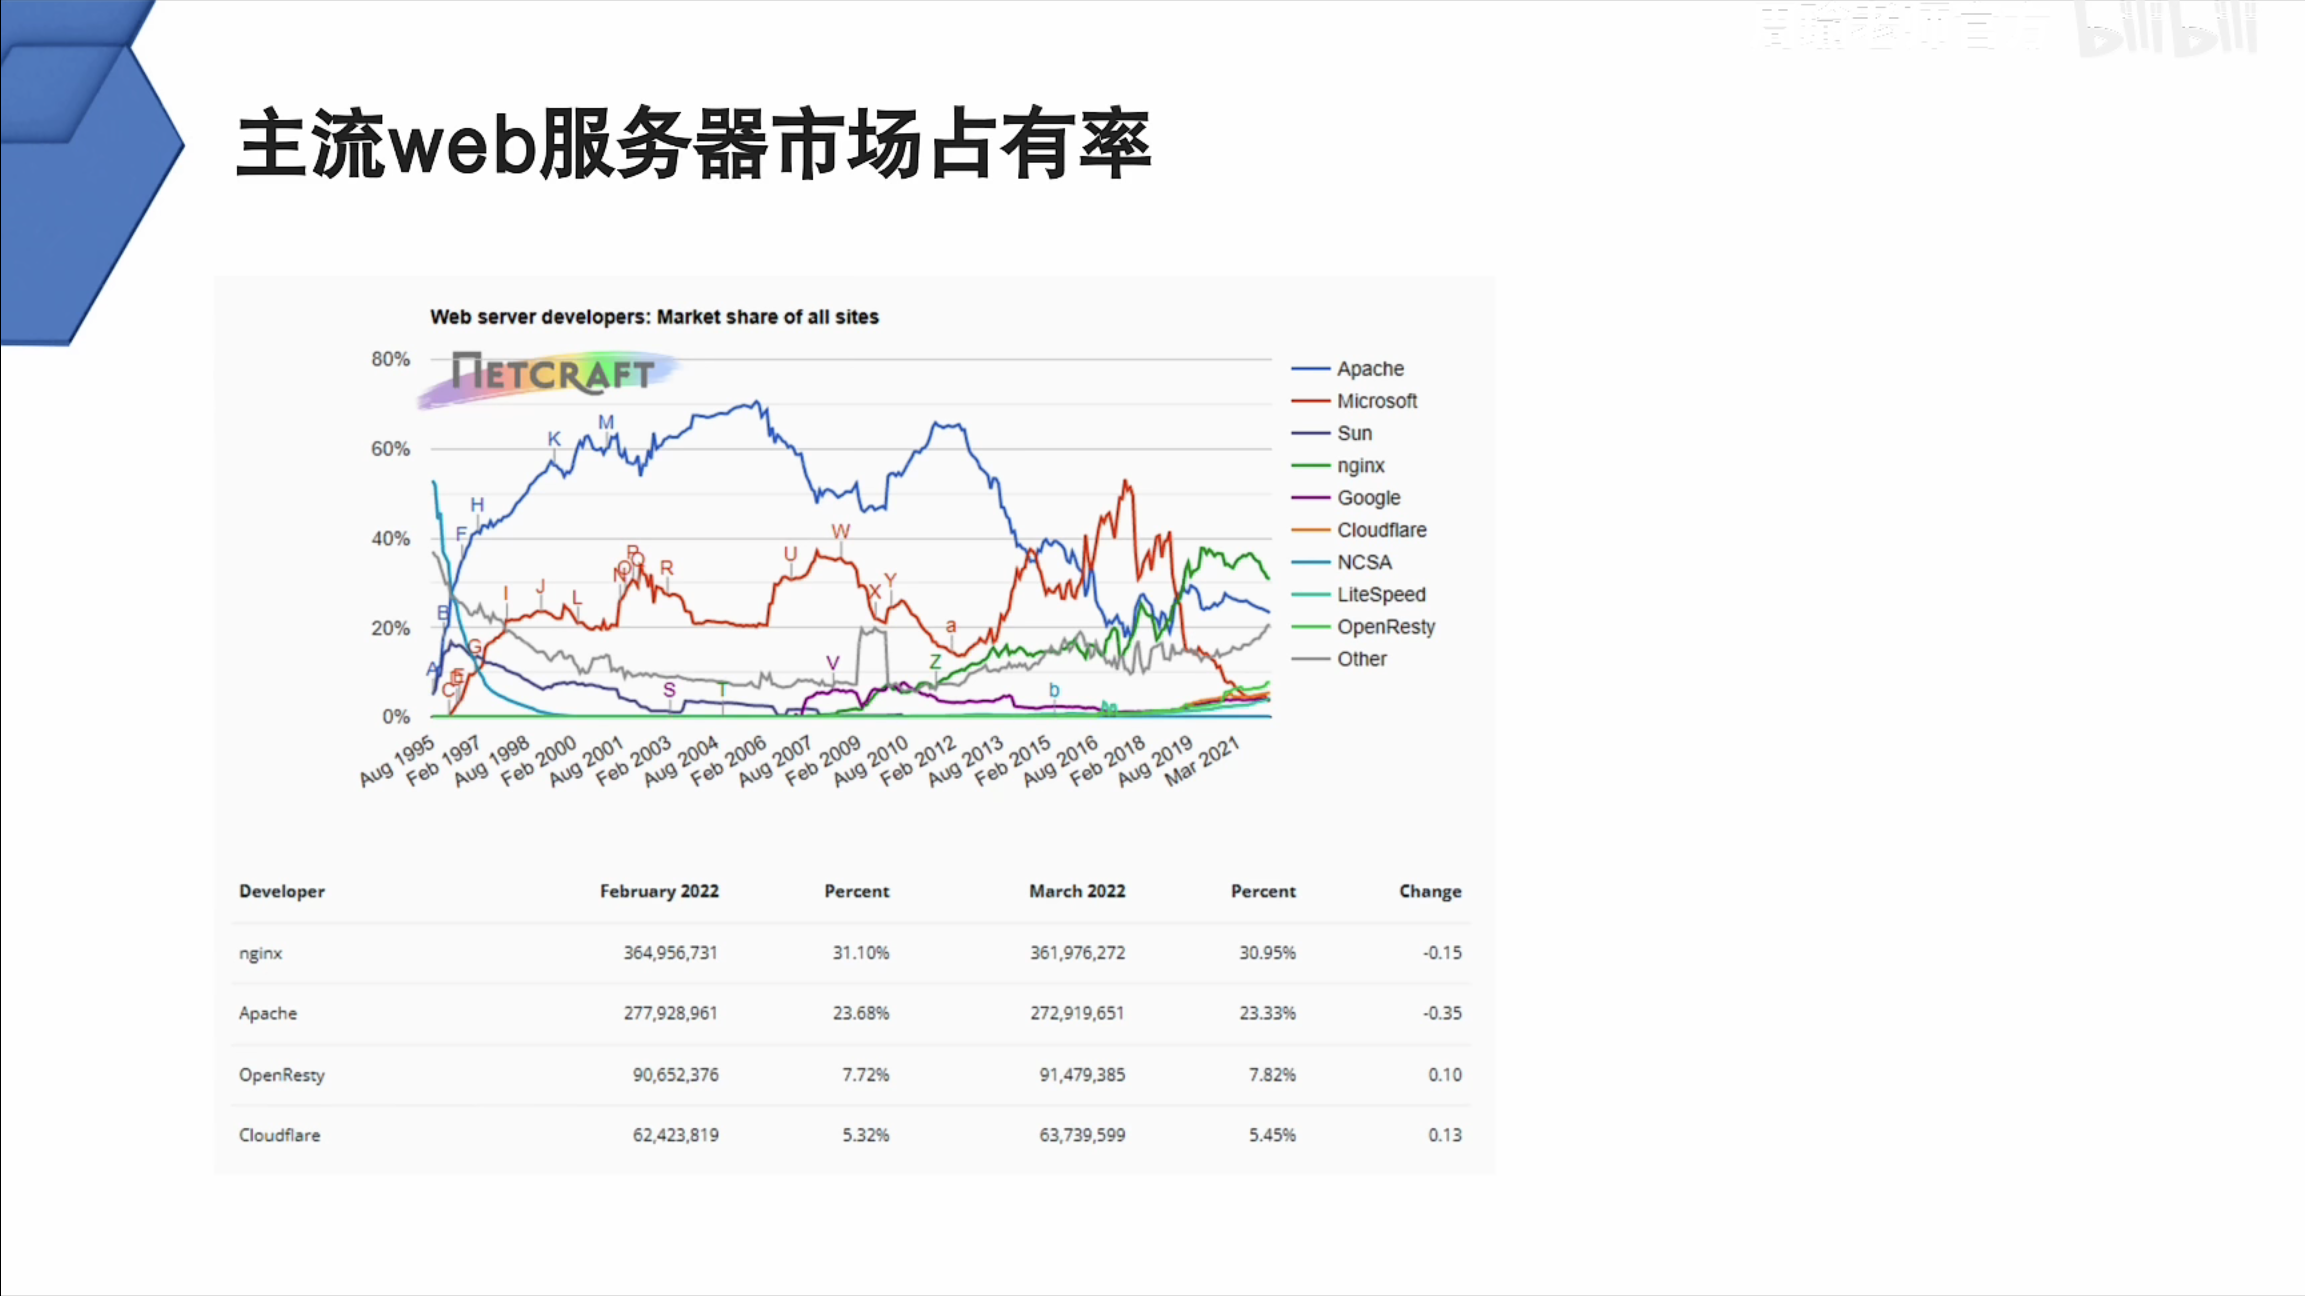 bilibili
主流web服务器市场占有率
Web server developers: Market share of all sites
NETCRAFT
80%
60%
40%
20%
0%
K
M
H
F
B
A
C
E
G
I
J
L
N
O
P
Q
R
S
T
U
V
W
X
Y
Z
a
b
Apache
Microsoft
Sun
nginx
Google
Cloudflare
NCSA
LiteSpeed
OpenResty
Other
Aug 1995 Feb 1997 Aug 1998 Feb 2000 Aug 2001 Feb 2003 Aug 2004 Feb 2006 Aug 2007 Feb 2009 Aug 2010 Feb 2012 Aug 2013 Feb 2015 Aug 2016 Feb 2018 Aug 2019 Mar 2021
Developer February 2022 Percent March 2022 Percent Change
nginx 364,956,731 31.10% 361,976,272 30.95% -0.15
Apache 277,928,961 23.68% 272,919,651 23.33% -0.35
OpenResty 90,652,376 7.72% 91,479,385 7.82% 0.10
Cloudflare 62,423,819 5.32% 63,739,599 5.45% 0.13